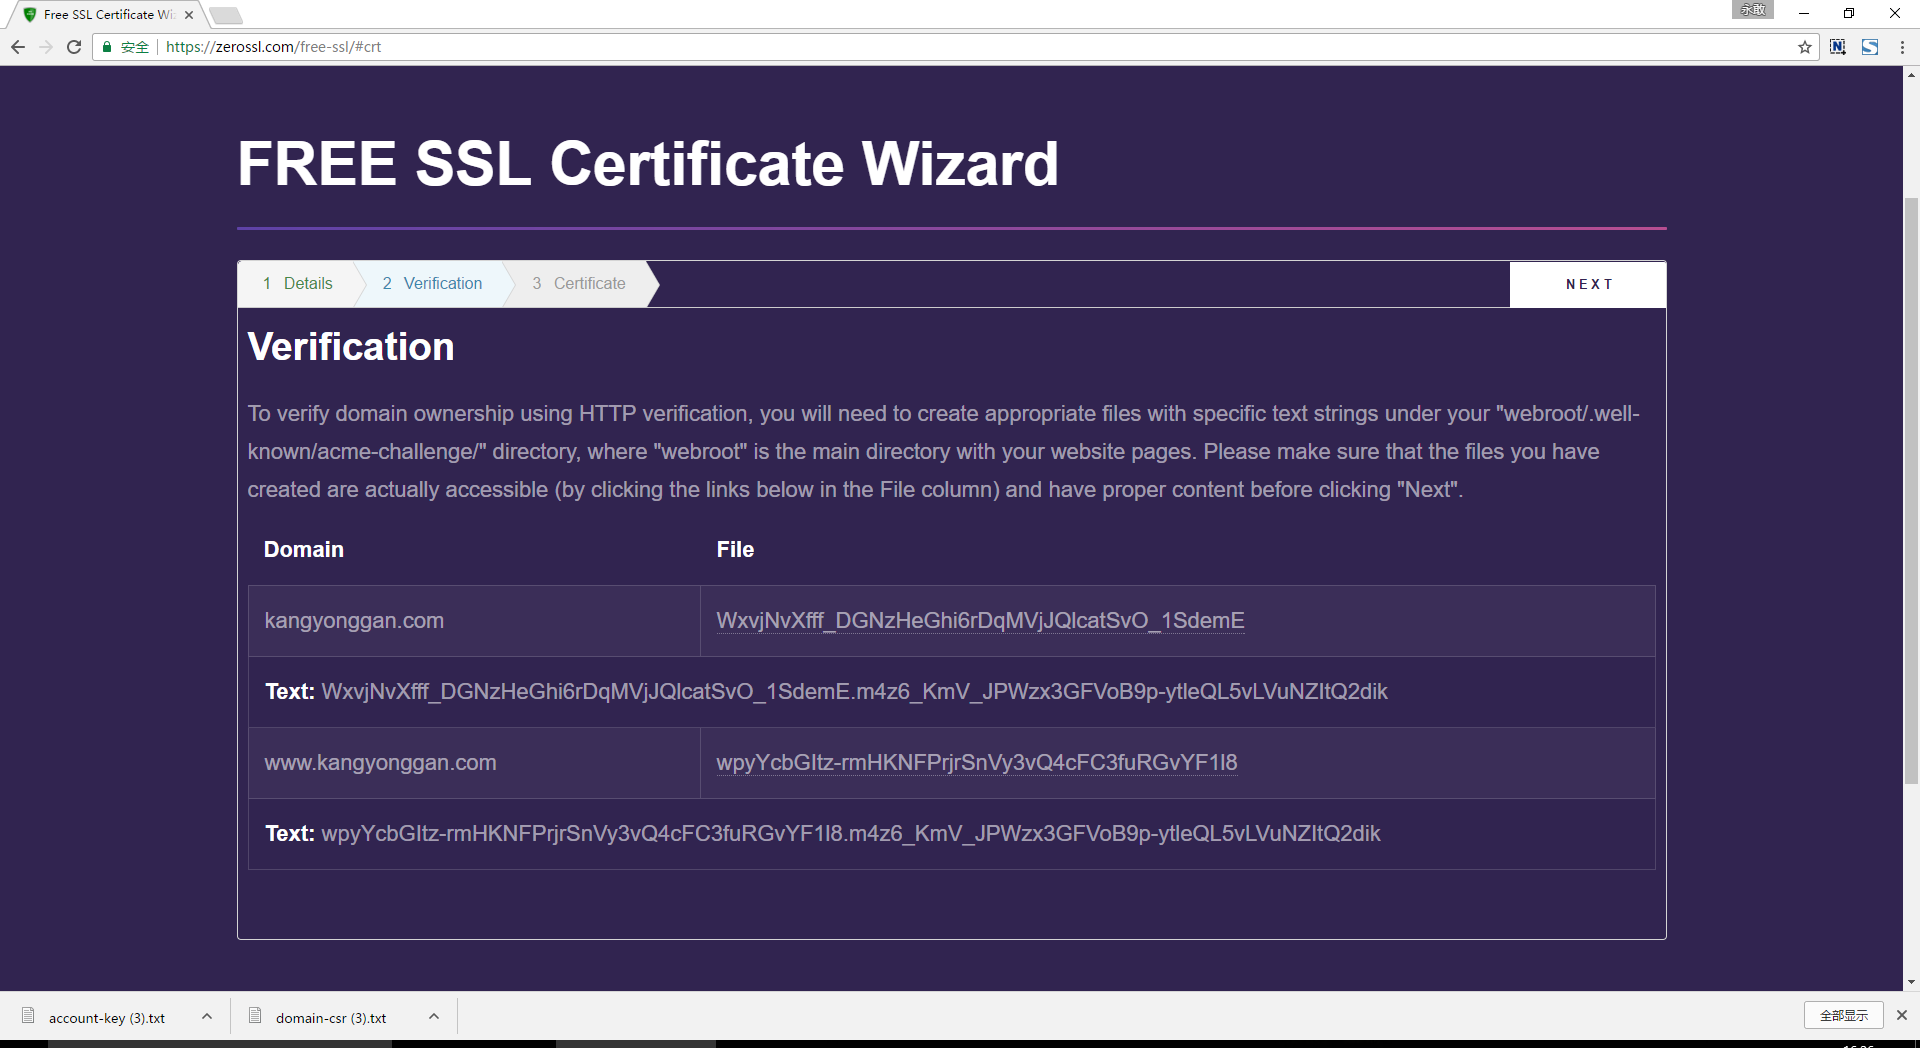 Free SSL Certificate Wi
永敢
安全
https://zerossl.com/free-ssl/#crt
FREE SSL Certificate Wizard
1 Details
2 Verification
3 Certificate
NEXT
Verification
To verify domain ownership using HTTP verification, you will need to create appropriate files with specific text strings under your "webroot/.well-
known/acme-challenge/" directory, where "webroot" is the main directory with your website pages. Please make sure that the files you have
created are actually accessible (by clicking the links below in the File column) and have proper content before clicking "Next".
Domain File
kangyonggan.com WxvjNvXfff_DGNzHeGhi6rDqMVjJQlcatSvO_1SdemE
Text: WxvjNvXfff_DGNzHeGhi6rDqMVjJQlcatSvO_1SdemE.m4z6_KmV_JPWzx3GFVoB9p-ytleQL5vLVuNZItQ2dik
www.kangyonggan.com wpyYcbGItz-rmHKNFPrjrSnVy3vQ4cFC3fuRGvYF1l8
Text: wpyYcbGItz-rmHKNFPrjrSnVy3vQ4cFC3fuRGvYF1l8.m4z6_KmV_JPWzx3GFVoB9p-ytleQL5vLVuNZItQ2dik
account-key (3).txt
domain-csr (3).txt
全部显示